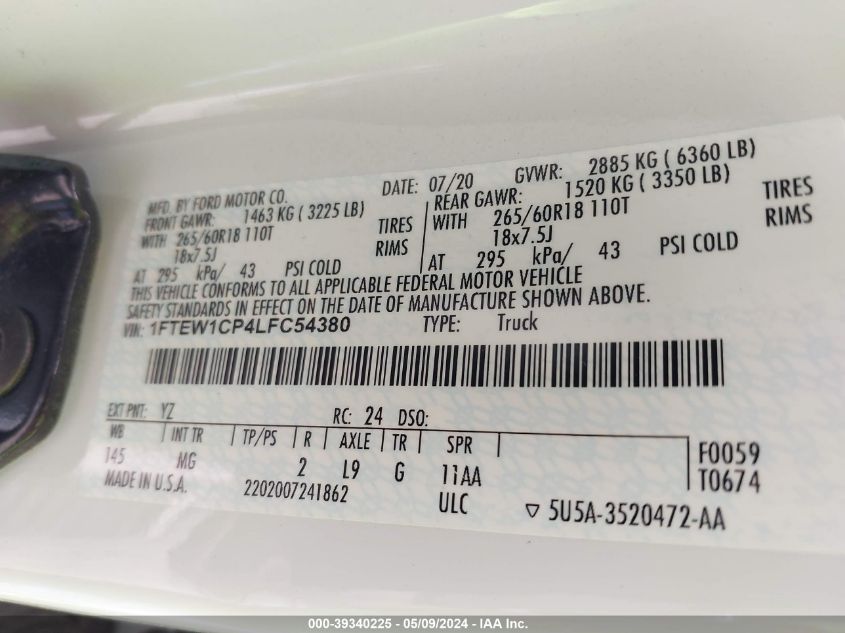 MFD. BY FORD MOTOR CO. DATE: 07/20 GVWR: 2885 KG ( 6360 LB)
FRONT GAWR: 1463 KG ( 3225 LB) REAR GAWR: 1520 KG ( 3350 LB)
WITH 265/60R18 110T TIRES WITH 265/60R18 110T TIRES
18x7.5J RIMS 18x7.5J RIMS
AT 295 kPa/ 43 PSI COLD AT 295 kPa/ 43 PSI COLD
THIS VEHICLE CONFORMS TO ALL APPLICABLE FEDERAL MOTOR VEHICLE
SAFETY STANDARDS IN EFFECT ON THE DATE OF MANUFACTURE SHOWN ABOVE.
VIN: 1FTEW1CP4LFC54380 TYPE: Truck
EXT PNT: YZ RC: 24 DSO:
WB INT TR TP/PS R AXLE TR SPR F0059
145 MG 2 L9 G 11AA T0674
MADE IN U.S.A. 2202007241862 ULC ▽ 5U5A-3520472-AA
000-39340225 - 05/09/2024 - IAA Inc.